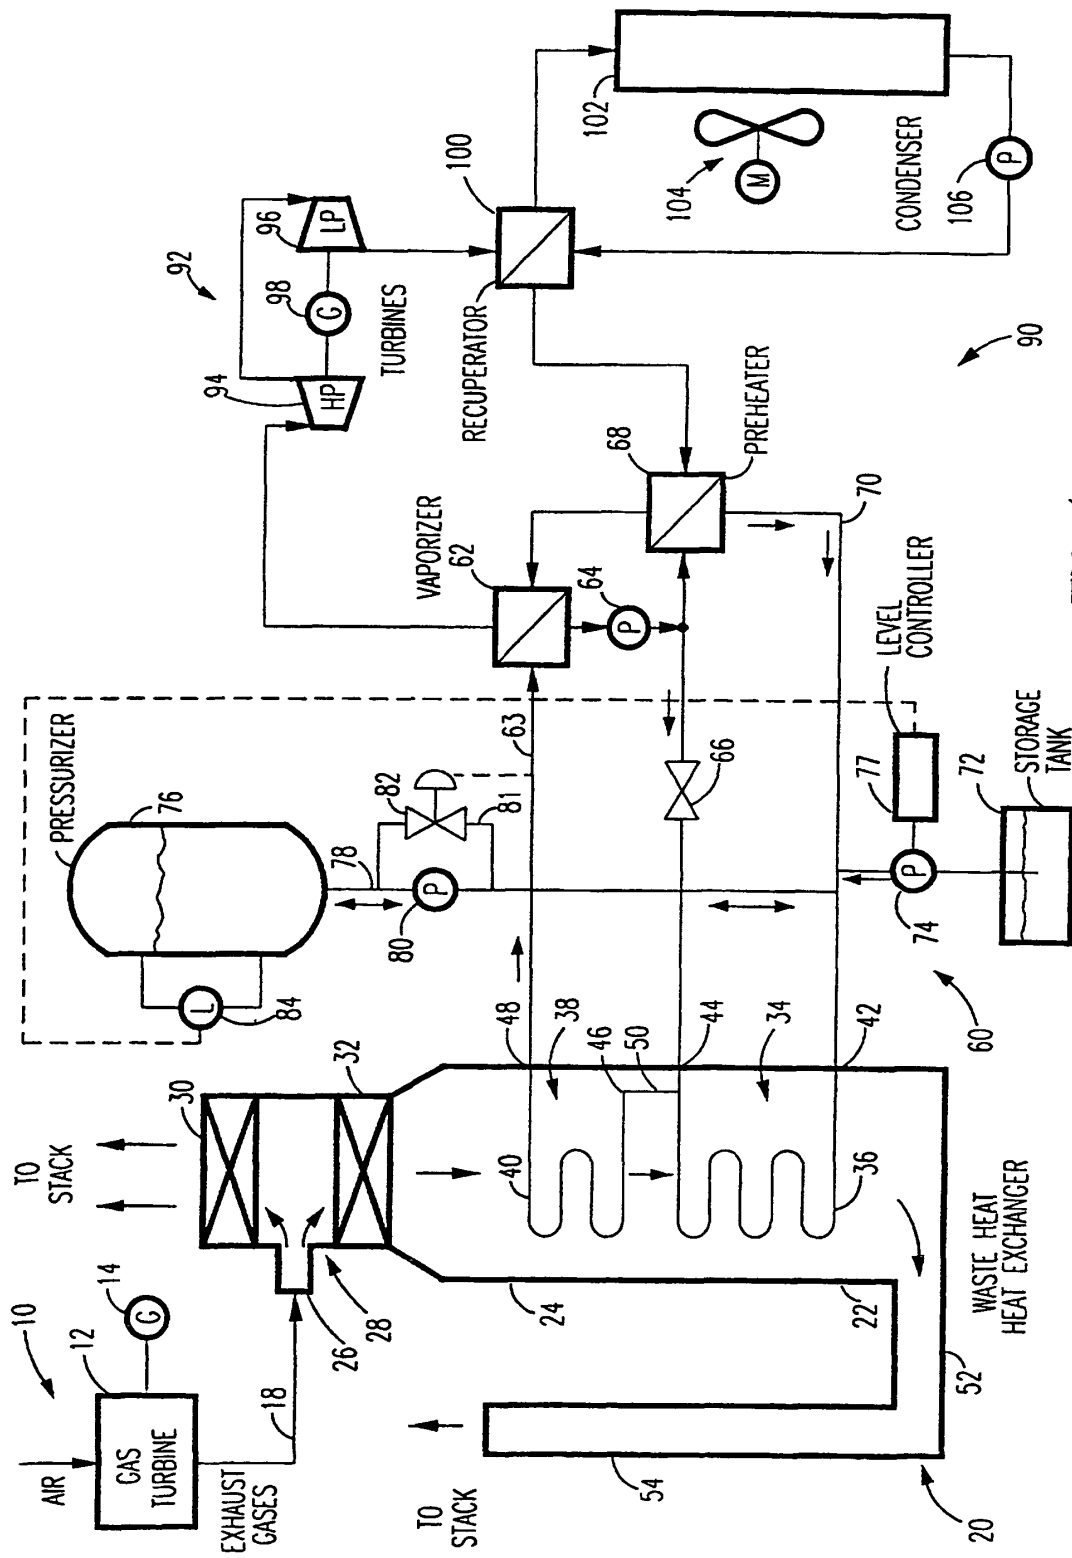 10
12
14
AIR
GAS
TURBINE
G
EXHAUST
GASES
18
26
28
TO
STACK
30
32
TO
STACK
54
20
52
22
24
WASTE HEAT
HEAT EXCHANGER
40
36
38
34
46
50
48
44
42
60
PRESSURIZER
76
L
84
78
P
80
82
81
63
66
P
74
77
LEVEL
CONTROLLER
72
STORAGE
TANK
VAPORIZER
62
P
64
68
PREHEATER
70
92
94
HP
G
98
96
LP
TURBINES
RECUPERATOR
100
90
102
104
M
CONDENSER
P
106